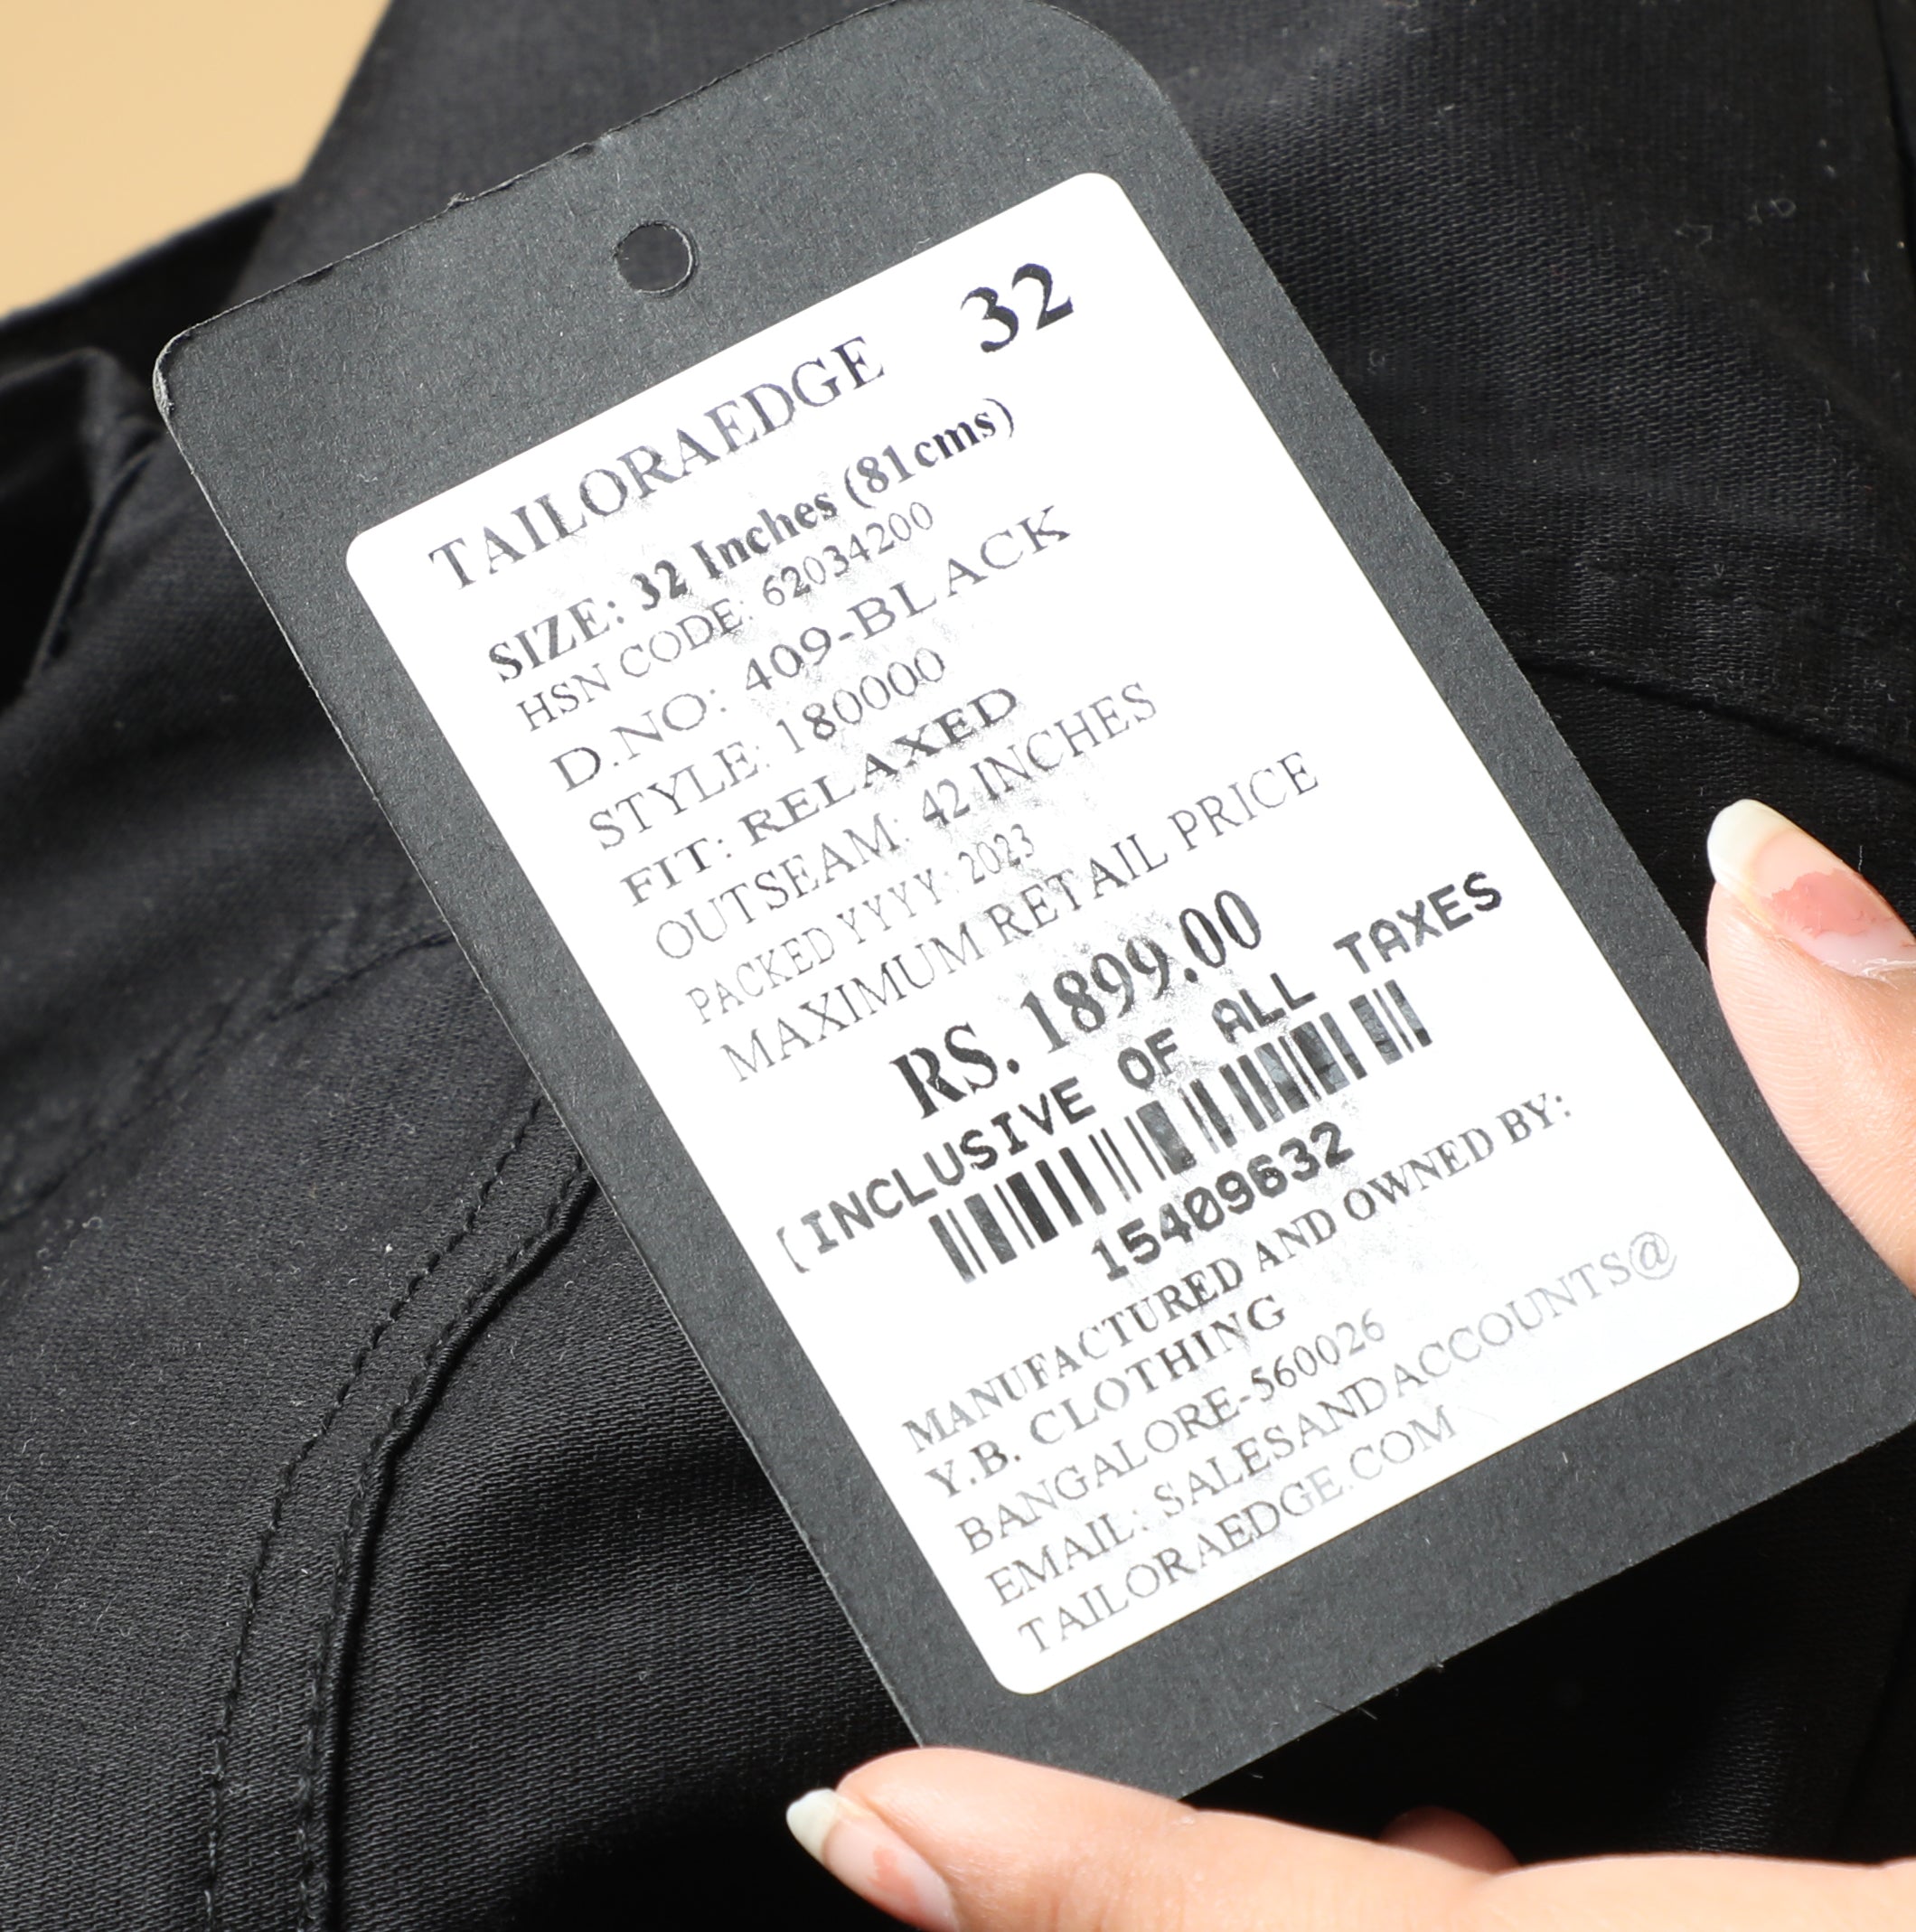 TAILORAEDGE 32
SIZE: 32 Inches (81cms)
HSN CODE: 62034200
D.NO: 409-BLACK
STYLE: 180000
FIT: RELAXED
OUTSEAM: 42 INCHES
PACKED YYYY: 2023
MAXIMUM RETAIL PRICE
RS. 1899.00
(INCLUSIVE OF ALL TAXES
15409632
MANUFACTURED AND OWNED BY:
Y.B. CLOTHING
BANGALORE-560026
EMAIL: SALESANDACCOUNTS@
TAILORAEDGE.COM